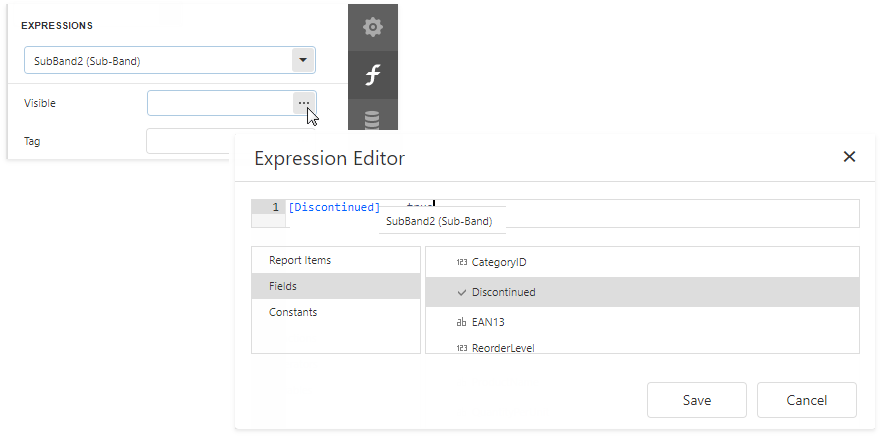 EXPRESSIONS
SubBand2 (Sub-Band)
Visible
...
Tag
Expression Editor
1 [Discontinued]
SubBand2 (Sub-Band)
Report Items
Fields
Constants
123 CategoryID
Discontinued
ab EAN13
123 ReorderLevel
Save
Cancel